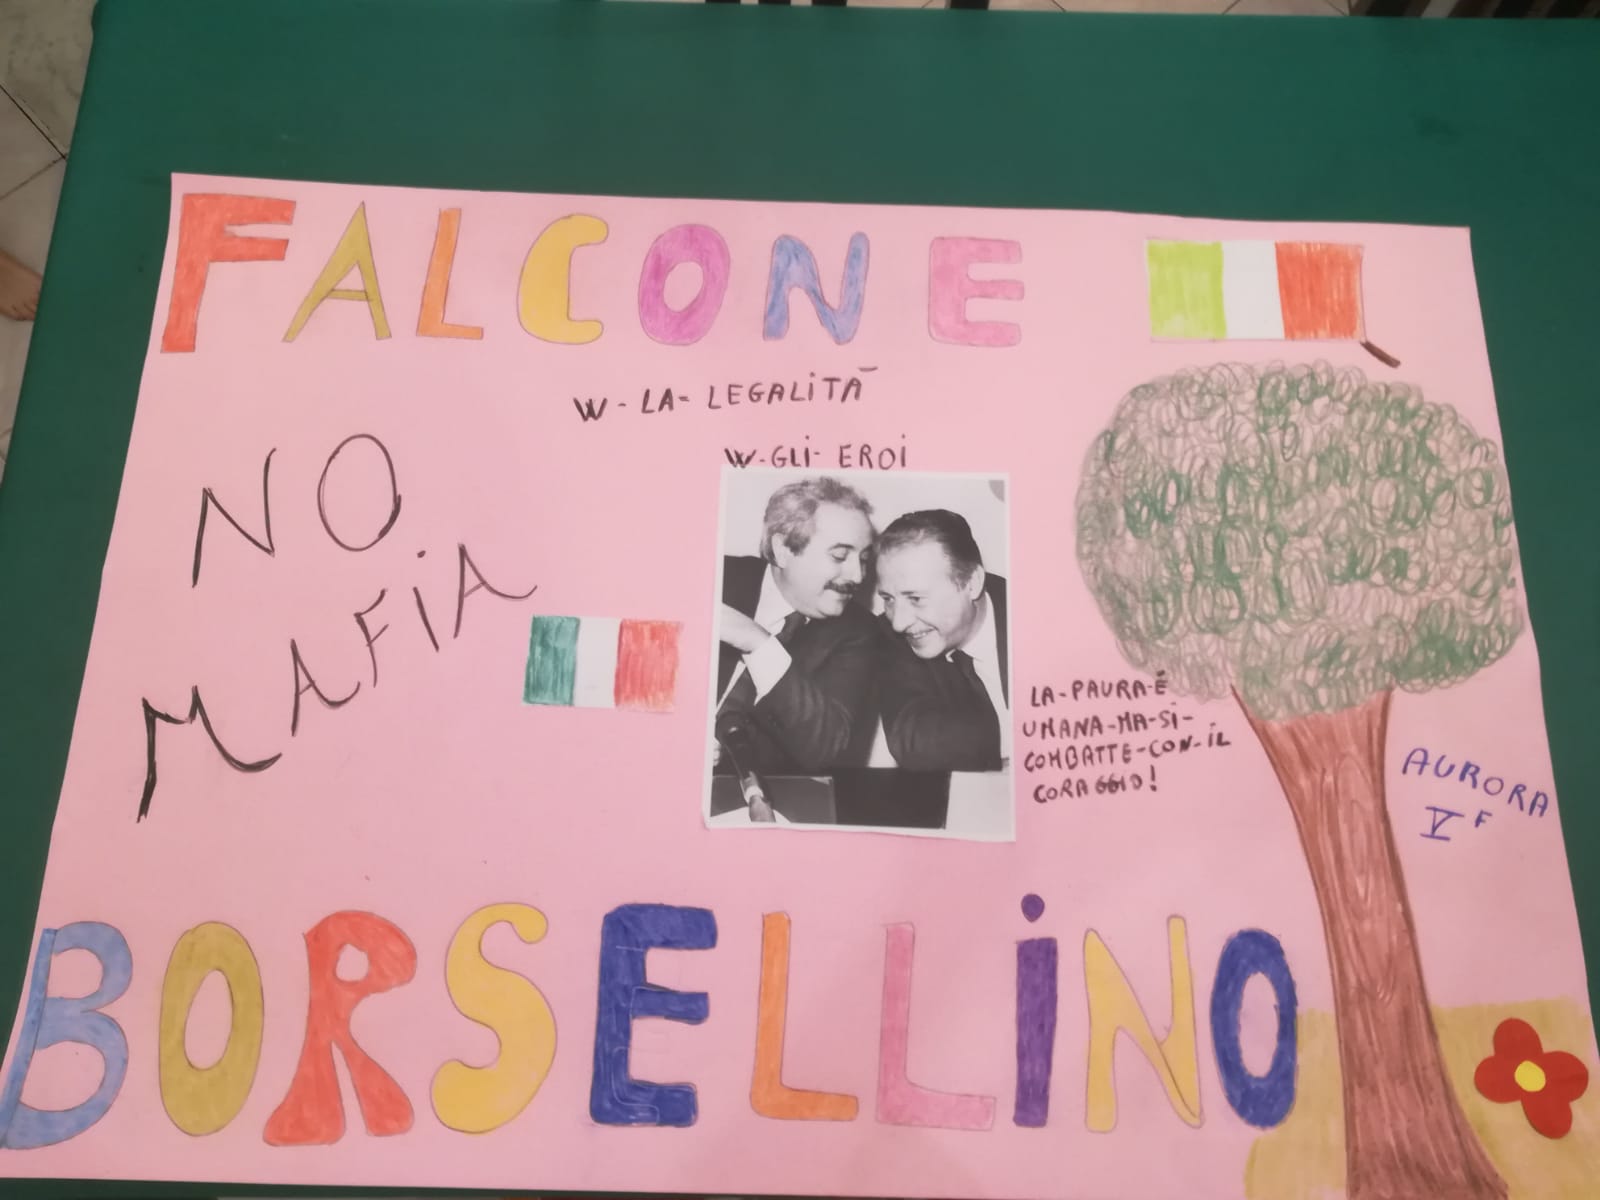 FALCONE
W-LA-LEGALITÀ
W-GLI-EROI
NO
MAFIA
LA-PAURA-È
UMANA-MA-SI-
COMBATTE-CON-IL
CORAGGIO!
AURORA
V F
BORSELLINO